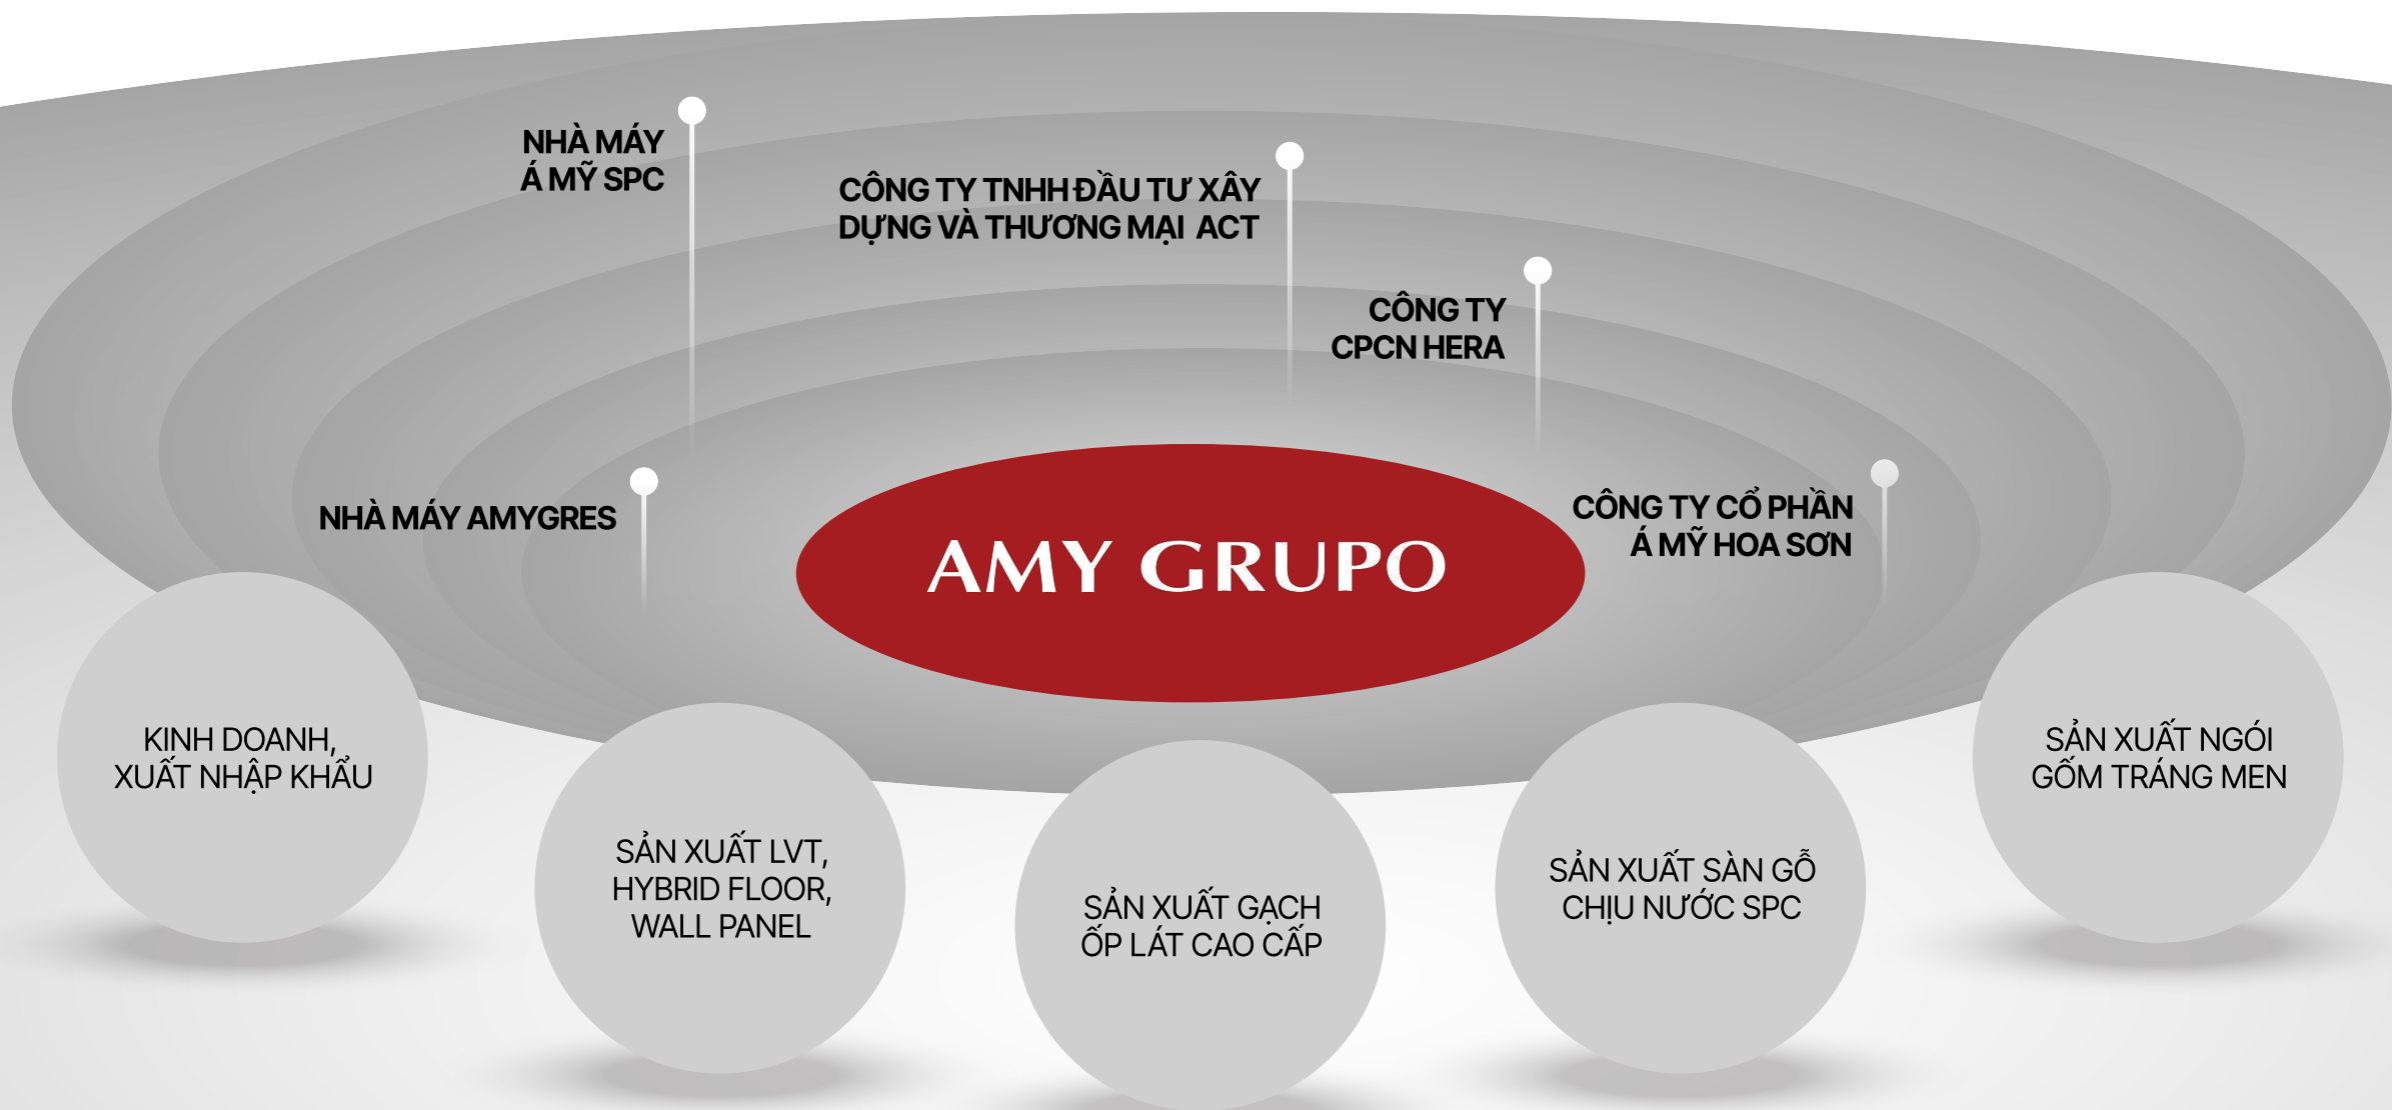 NHÀ MÁY
Á MỸ SPC
CÔNG TY TNHH ĐẦU TƯ XÂY
DỰNG VÀ THƯƠNG MẠI ACT
CÔNG TY
CPCN HERA
NHÀ MÁY AMYGRES
CÔNG TY CỔ PHẦN
Á MỸ HOA SƠN
AMY GRUPO
KINH DOANH,
XUẤT NHẬP KHẨU
SẢN XUẤT LVT,
HYBRID FLOOR,
WALL PANEL
SẢN XUẤT GẠCH
ỐP LÁT CAO CẤP
SẢN XUẤT SÀN GỖ
CHỊU NƯỚC SPC
SẢN XUẤT NGÓI
GỐM TRÁNG MEN